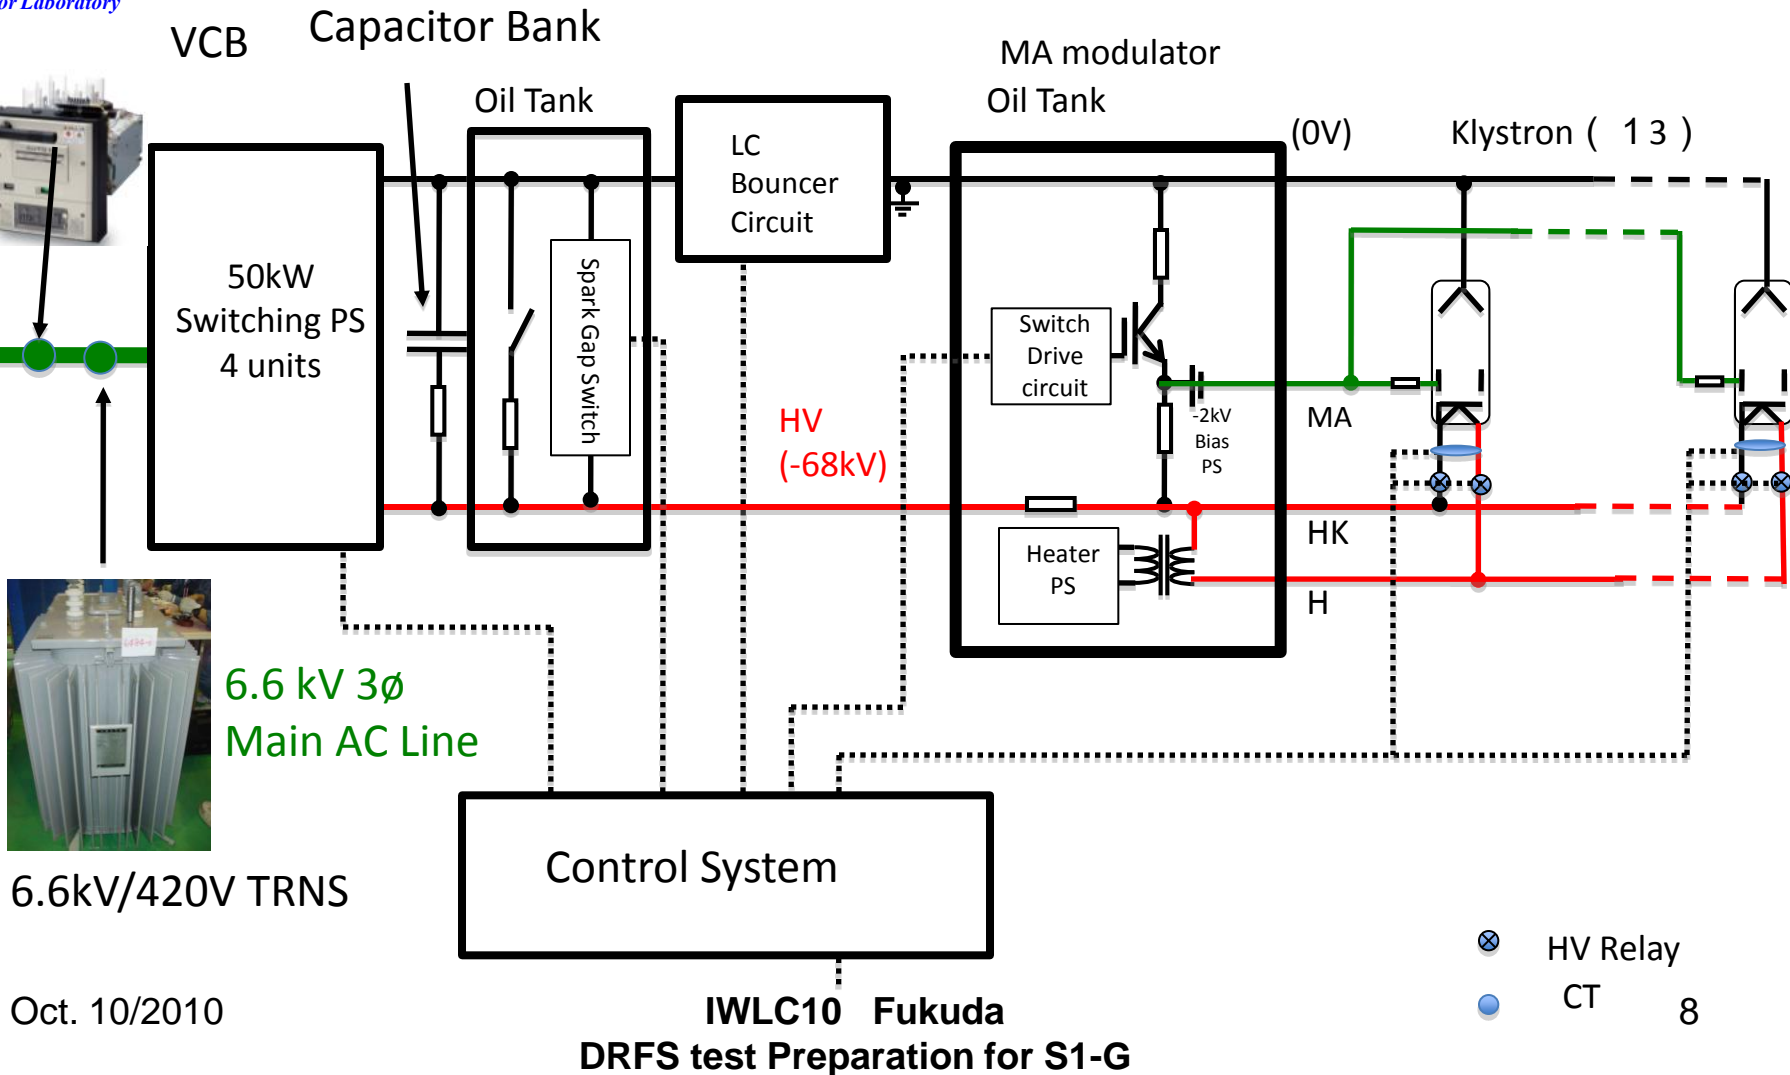 or Laboratory
VCB
Capacitor Bank
Oil Tank
MA modulator
Oil Tank
(0V)
Klystron ( 13 )
LC
Bouncer
Circuit
50kW
Switching PS
4 units
Spark Gap Switch
Switch
Drive
circuit
HV
(-68kV)
-2kV
Bias
PS
MA
HK
H
Heater
PS
6.6 kV 3ø
Main AC Line
6.6kV/420V TRNS
Control System
HV Relay
CT
Oct. 10/2010
IWLC10 Fukuda
DRFS test Preparation for S1-G
8